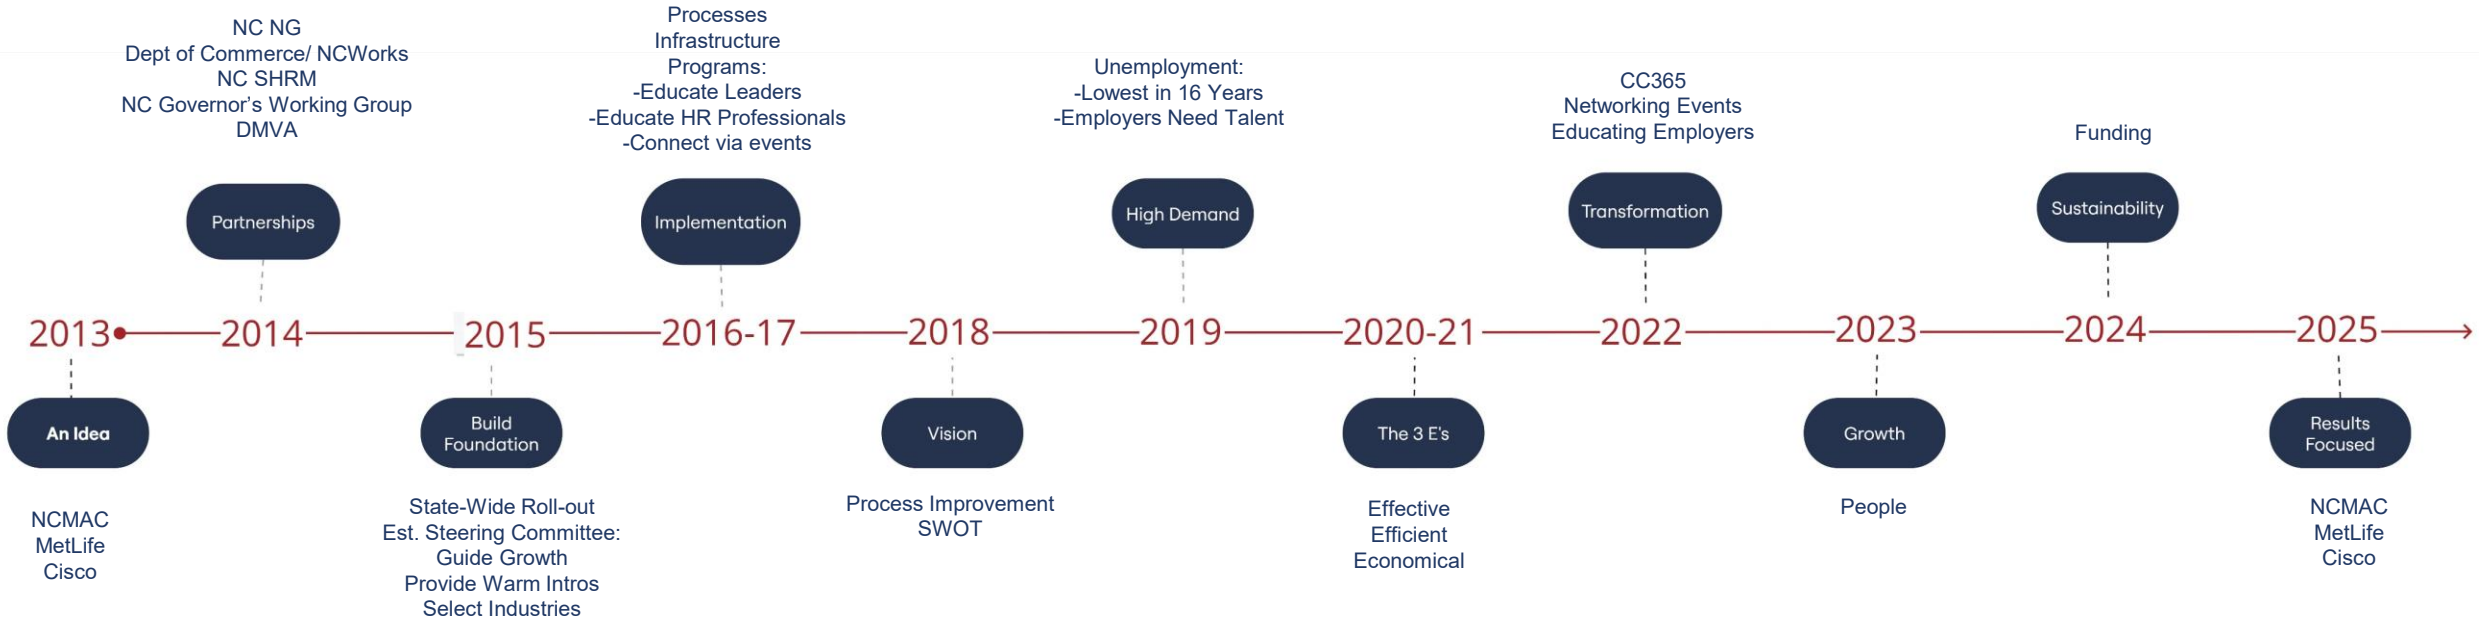 NC NG
Dept of Commerce/ NCWorks
NC SHRM
NC Governor’s Working Group
DMVA
Processes
Infrastructure
Programs:
-Educate Leaders
-Educate HR Professionals
-Connect via events
Unemployment:
-Lowest in 16 Years
-Employers Need Talent
CC365
Networking Events
Educating Employers
Funding
Partnerships
Implementation
High Demand
Transformation
Sustainability
2013
2014
2015
2016-17
2018
2019
2020-21
2022
2023
2024
2025
An Idea
Build
Foundation
Vision
The 3 E's
Growth
Results
Focused
NCMAC
MetLife
Cisco
State-Wide Roll-out
Est. Steering Committee:
Guide Growth
Provide Warm Intros
Select Industries
Process Improvement
SWOT
Effective
Efficient
Economical
People
NCMAC
MetLife
Cisco